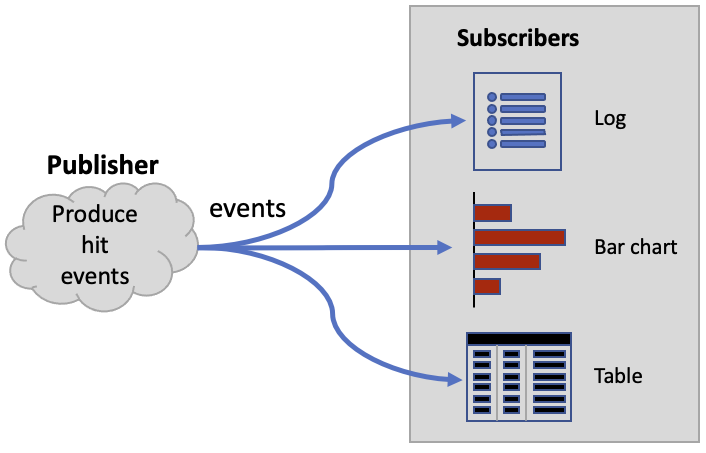 Subscribers
Log
Publisher
Produce
hit
events
events
Bar chart
Table